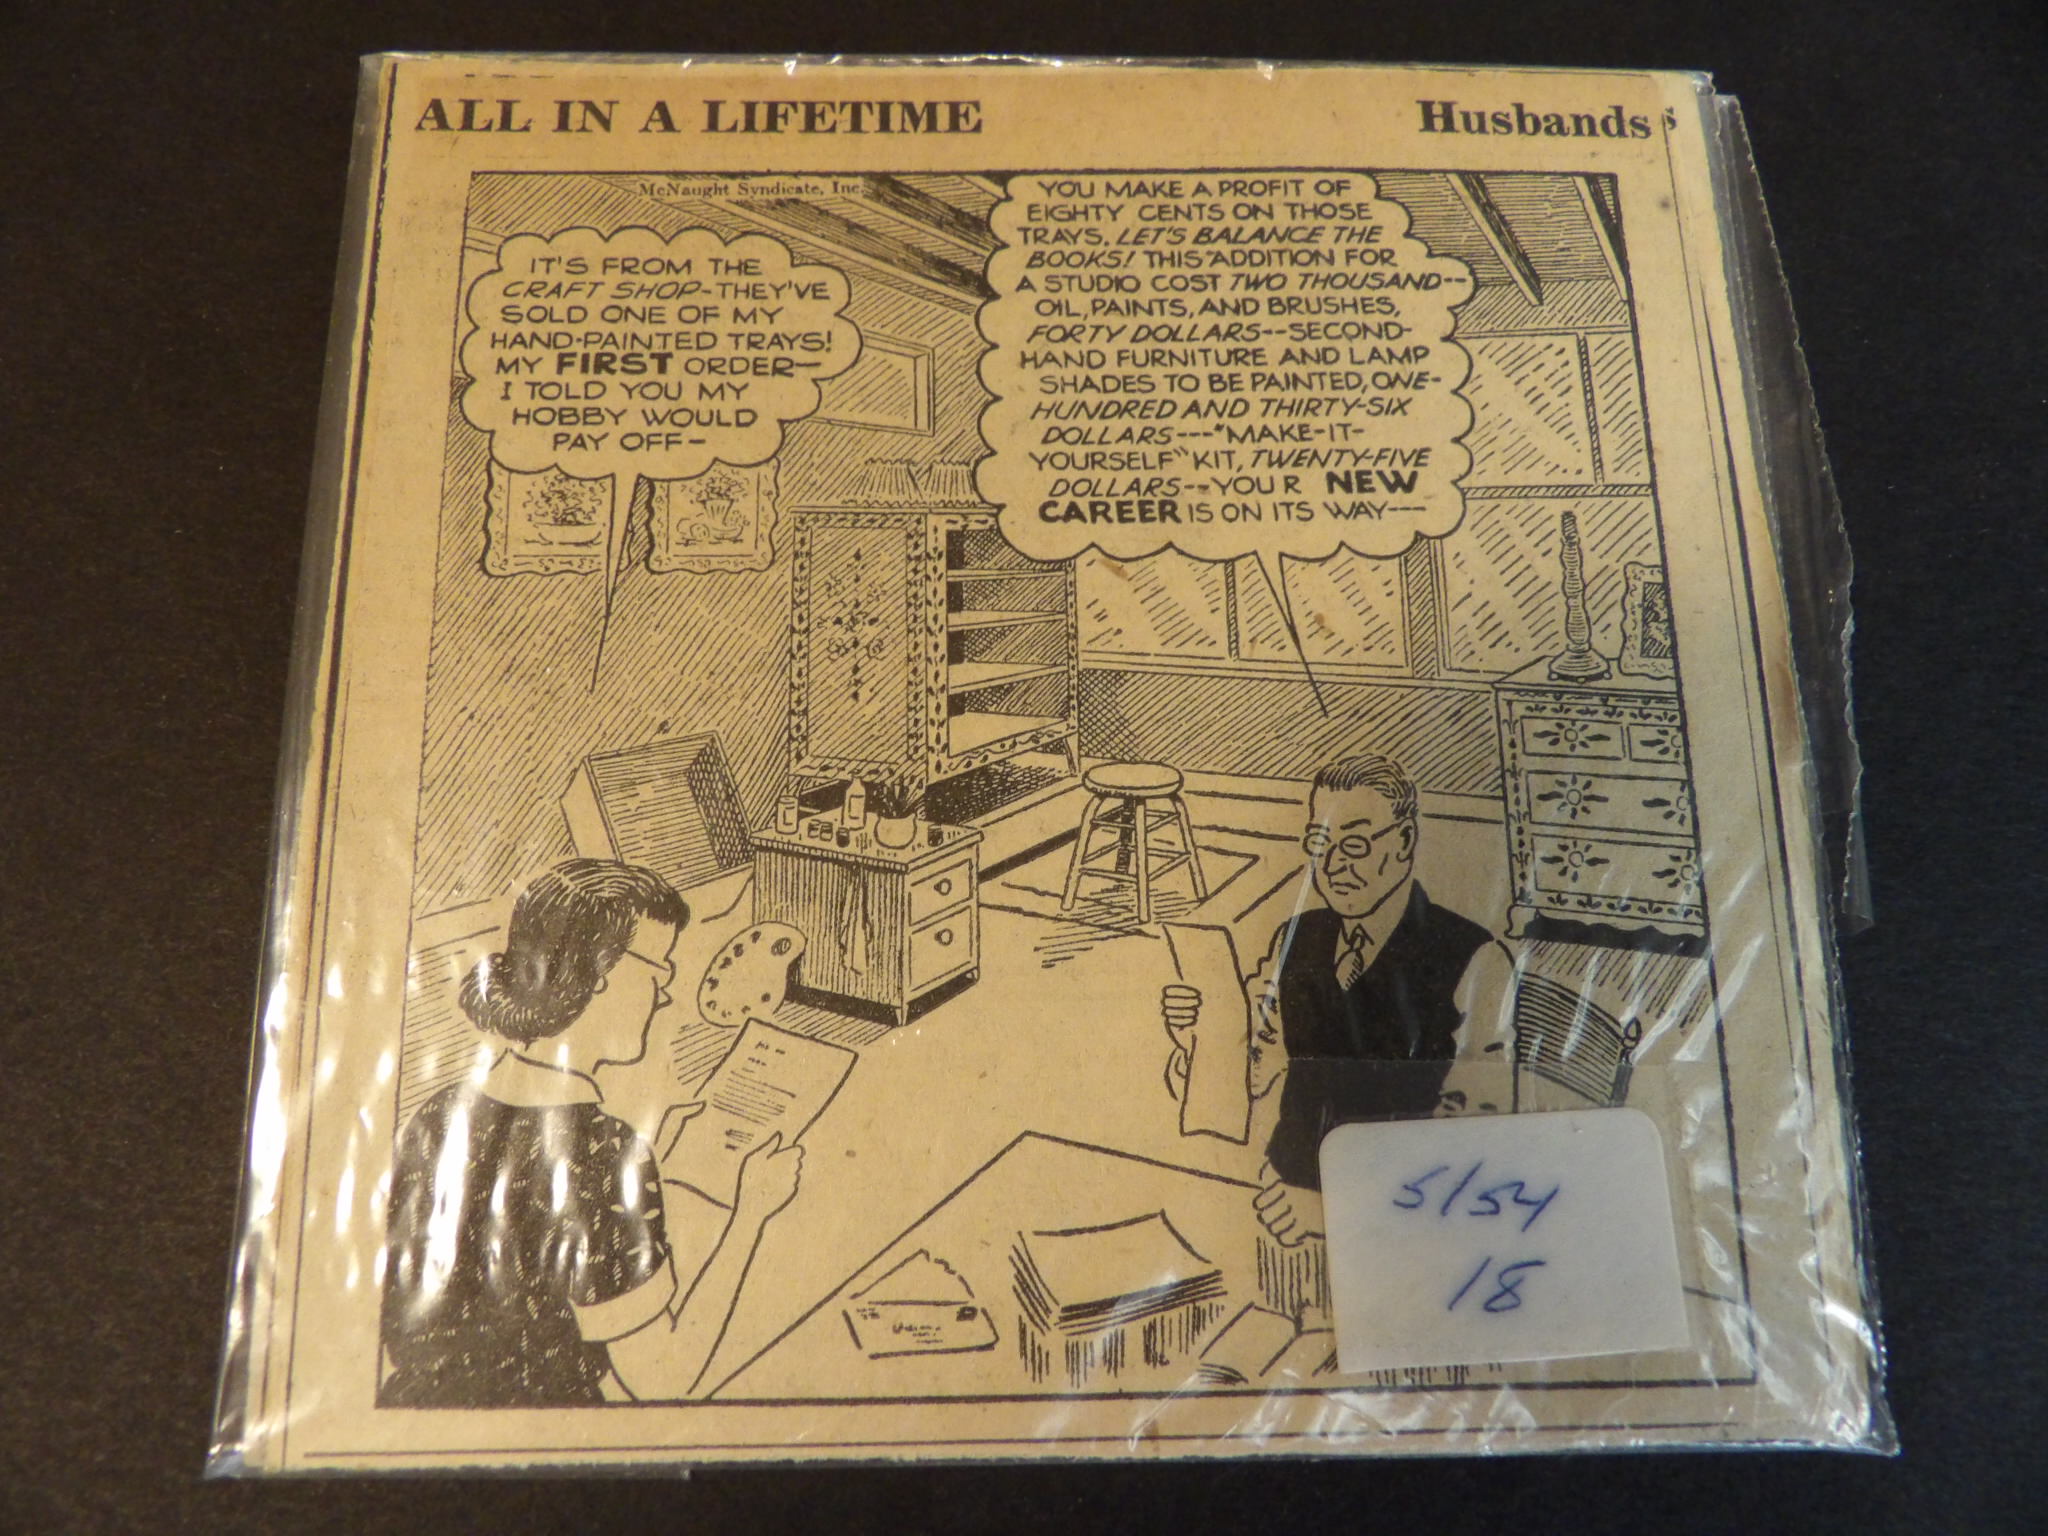 ALL IN A LIFETIME
Husbands
McNaught Syndicate, Inc.
IT'S FROM THE
CRAFT SHOP-THEY'VE
SOLD ONE OF MY
HAND-PAINTED TRAYS!
MY FIRST ORDER—
I TOLD YOU MY
HOBBY WOULD
PAY OFF—
YOU MAKE A PROFIT OF
EIGHTY CENTS ON THOSE
TRAYS. LET'S BALANCE THE
BOOKS! THIS ADDITION FOR
A STUDIO COST TWO THOUSAND--
OIL, PAINTS, AND BRUSHES,
FORTY DOLLARS--SECOND-
HAND FURNITURE AND LAMP
SHADES TO BE PAINTED, ONE-
HUNDRED AND THIRTY-SIX
DOLLARS---"MAKE-IT-
YOURSELF" KIT, TWENTY-FIVE
DOLLARS--YOUR NEW
CAREER IS ON ITS WAY---
5/54
18